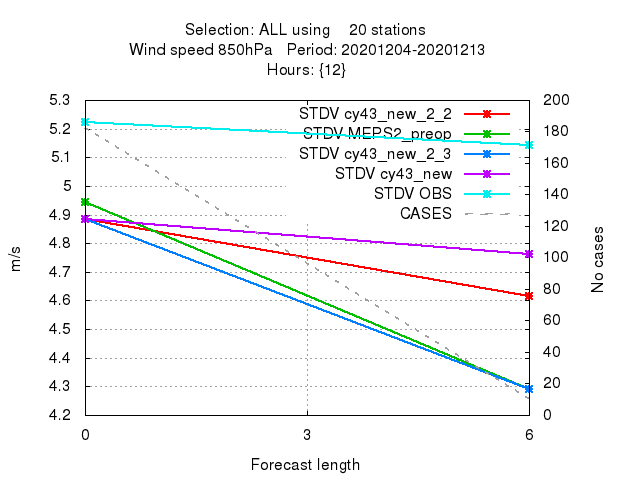 Selection: ALL using 20 stations
Wind speed 850hPa Period: 20201204-20201213
Hours: {12}
5.3
5.2
5.1
5
4.9
4.8
4.7
4.6
4.5
4.4
4.3
4.2
m/s
STDV cy43_new_2_2
STDV MEPS2_preop
STDV cy43_new_2_3
STDV cy43_new
STDV OBS
CASES
200
180
160
140
120
100
80
60
40
20
0
No cases
0 3 6
Forecast length